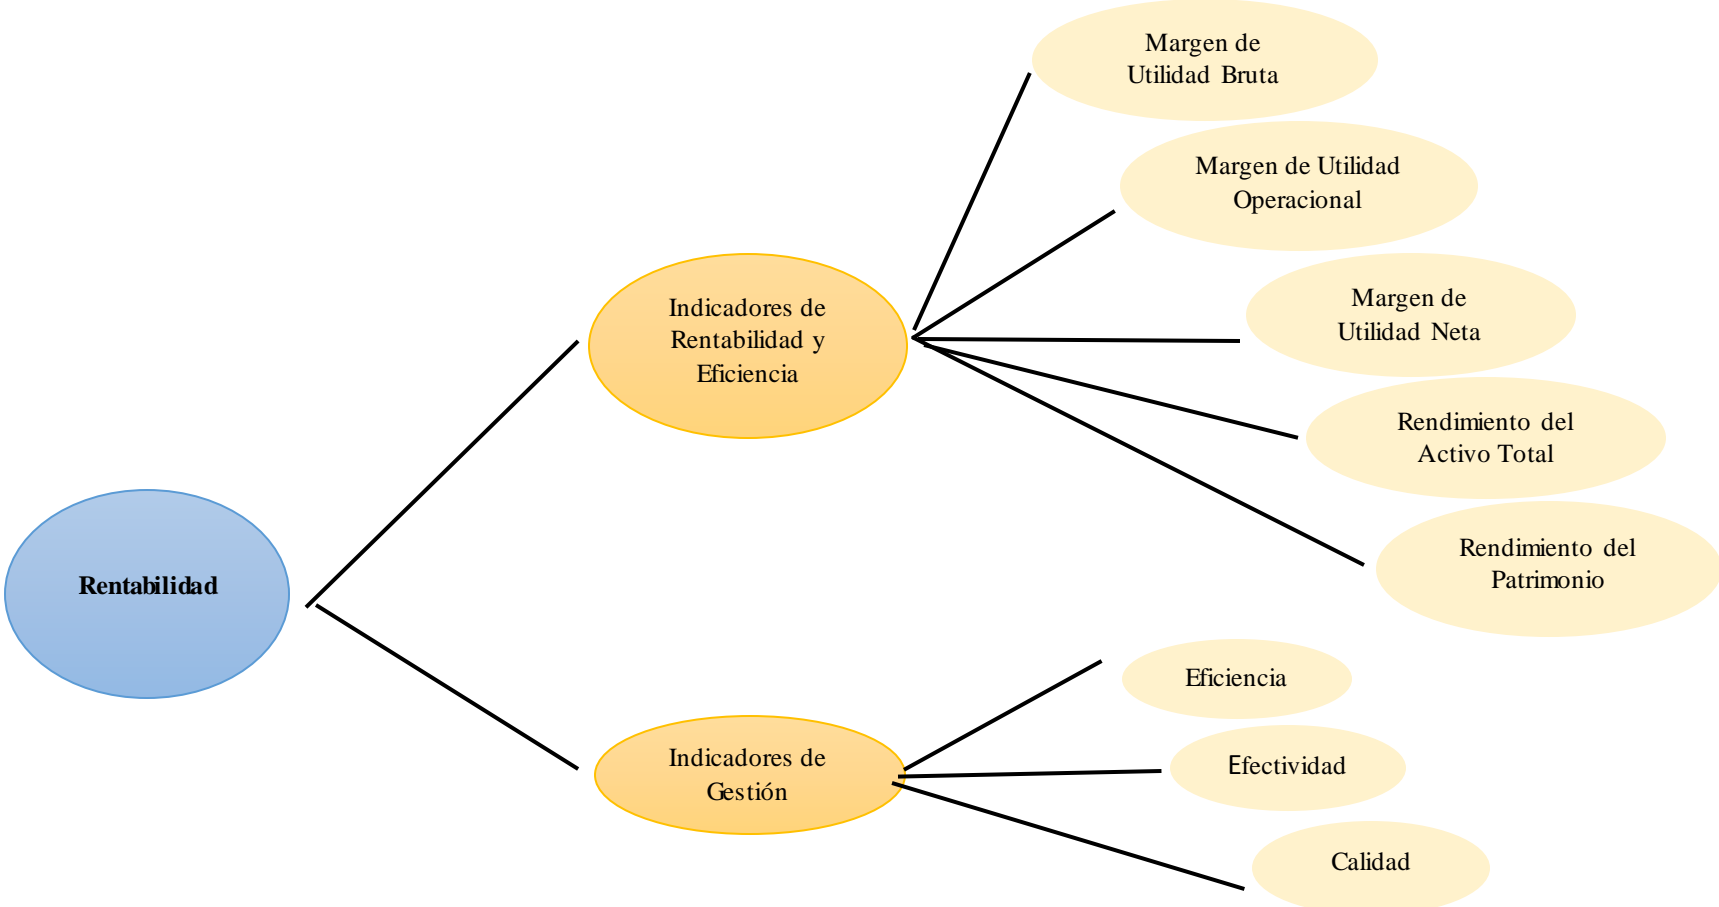 Margen de
Utilidad Bruta
Margen de Utilidad
Operacional
Margen de
Utilidad Neta
Rendimiento del
Activo Total
Rendimiento del
Patrimonio
Indicadores de
Rentabilidad y
Eficiencia
Rentabilidad
Eficiencia
Efectividad
Calidad
Indicadores de
Gestión